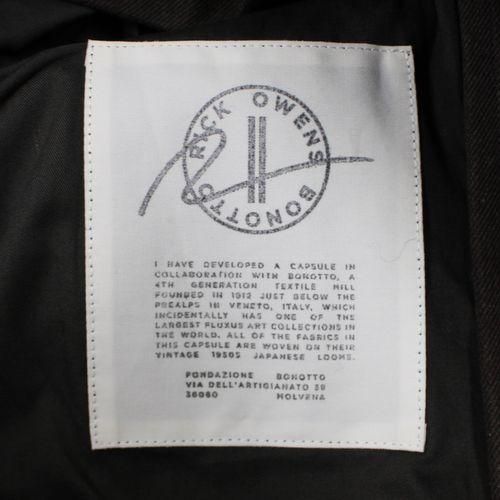 RICK OWENS BONOTTO
I HAVE DEVELOPED A CAPSULE IN
COLLABORATION WITH BONOTTO, A
4TH GENERATION TEXTILE MILL
FOUNDED IN 1912 JUST BELOW THE
PREALPS IN VENETO, ITALY, WHICH
INCIDENTALLY HAS ONE OF THE
LARGEST FLUXUS ART COLLECTIONS IN
THE WORLD. ALL OF THE FABRICS IN
THIS CAPSULE ARE WOVEN ON THEIR
VINTAGE 1950S JAPANESE LOOMS.
FONDAZIONE BONOTTO
VIA DELL'ARTIGIANATO 39
36060 MOLVENA